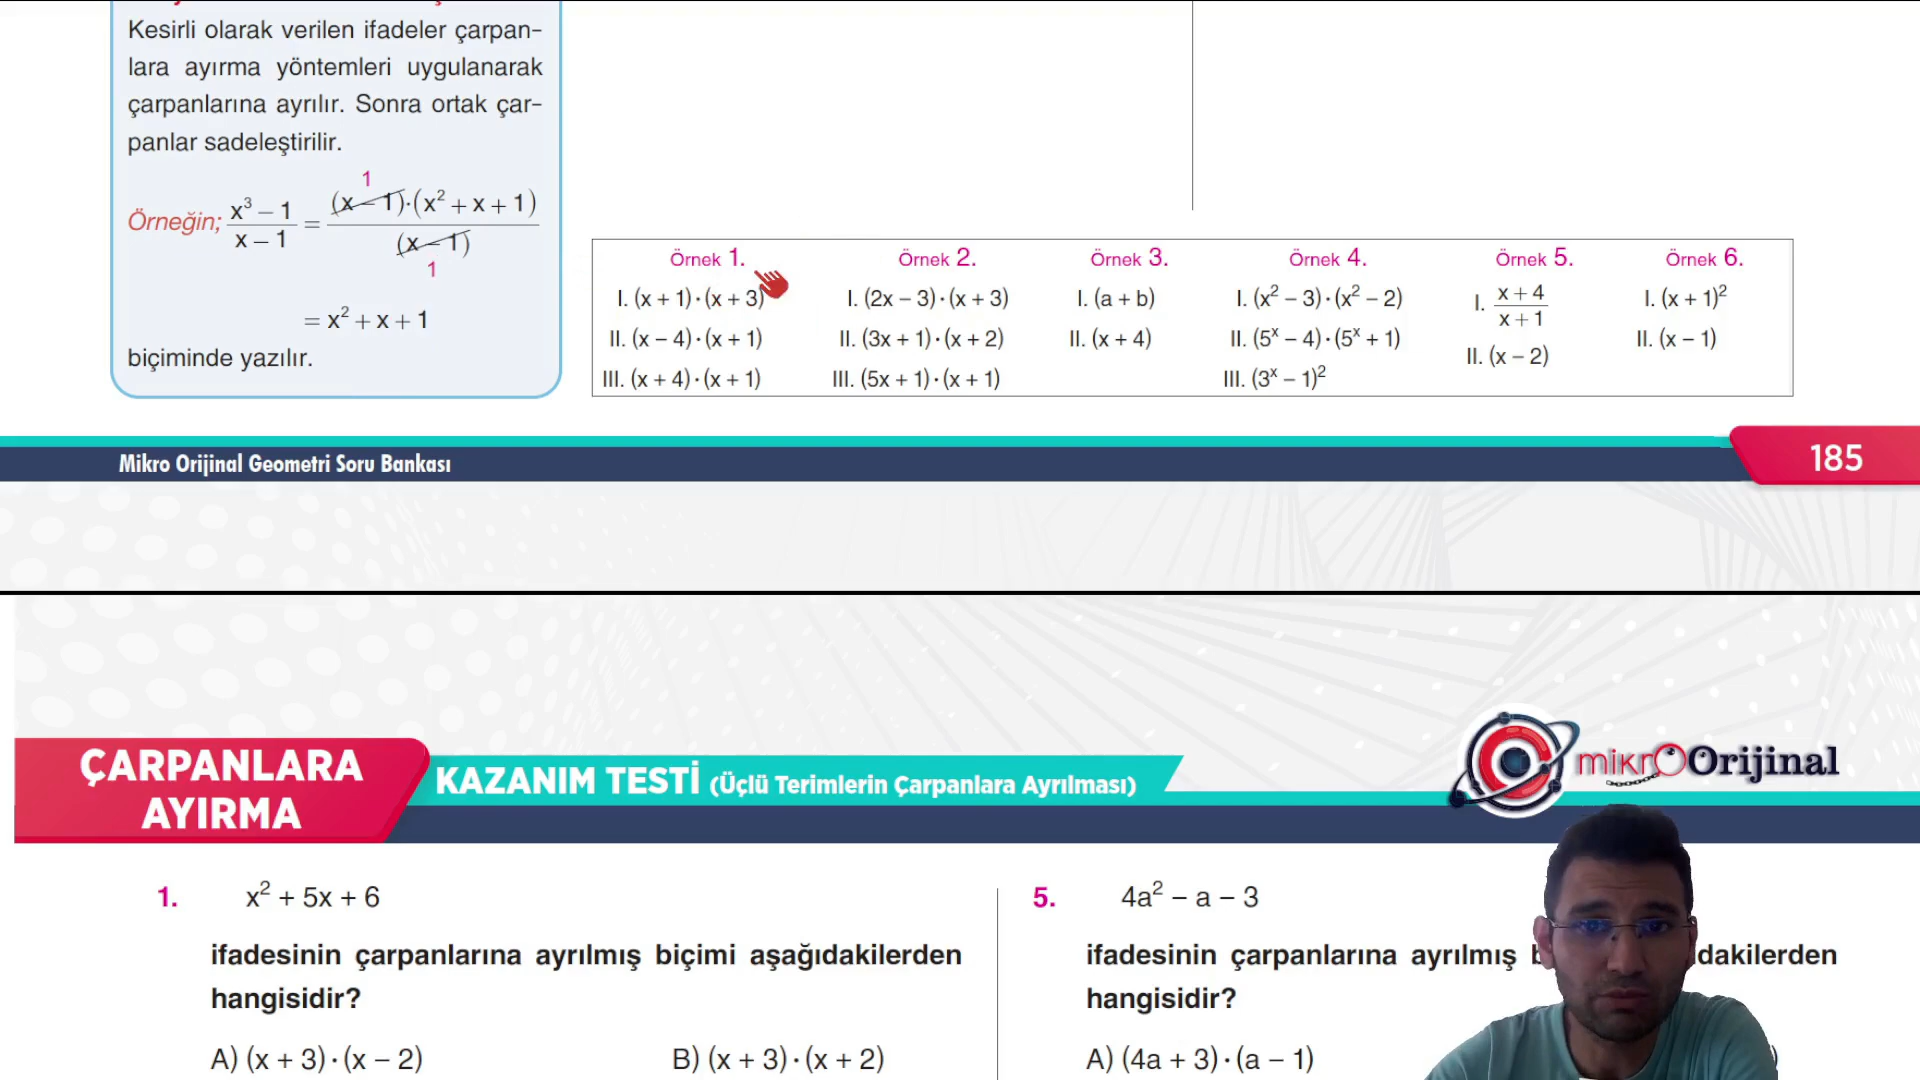 Kesirli olarak verilen ifadeler çarpan-
lara ayırma yöntemleri uygulanarak
çarpanlarına ayrılır. Sonra ortak çar-
panlar sadeleştirilir.
Örneğin; (x³ – 1)/(x – 1) = ((x – 1)·(x² + x + 1))/(x – 1)
1
1
= x² + x + 1
biçiminde yazılır.
Örnek 1.
I. (x + 1)·(x + 3)
II. (x – 4)·(x + 1)
III. (x + 4)·(x + 1)
Örnek 2.
I. (2x – 3)·(x + 3)
II. (3x + 1)·(x + 2)
III. (5x + 1)·(x + 1)
Örnek 3.
I. (a + b)
II. (x + 4)
Örnek 4.
I. (x² – 3)·(x² – 2)
II. (5ˣ – 4)·(5ˣ + 1)
III. (3ˣ – 1)²
Örnek 5.
I. (x + 4)/(x + 1)
II. (x – 2)
Örnek 6.
I. (x + 1)²
II. (x – 1)
Mikro Orijinal Geometri Soru Bankası
185
ÇARPANLARA
AYIRMA
KAZANIM TESTİ (Üçlü Terimlerin Çarpanlara Ayrılması)
mikrOOrijinal
1. x² + 5x + 6
ifadesinin çarpanlarına ayrılmış biçimi aşağıdakilerden
hangisidir?
A) (x + 3)·(x – 2) B) (x + 3)·(x + 2)
5. 4a² – a – 3
ifadesinin çarpanlarına ayrılmış
hangisidir?
A) (4a + 3)·(a – 1)